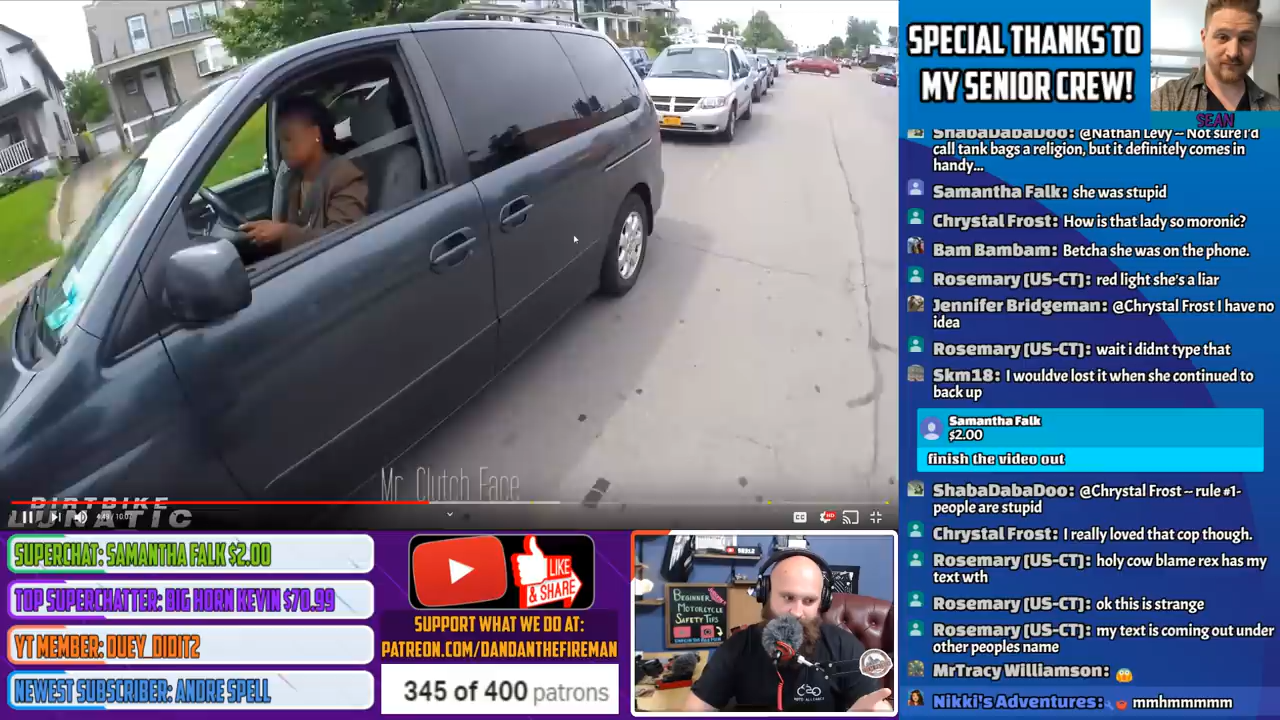 SPECIAL THANKS TO
MY SENIOR CREW!
SEAN
ShabaDabaDoo: @Nathan Levy -- Not sure I'd
call tank bags a religion, but it definitely comes in
handy...
Samantha Falk: she was stupid
Chrystal Frost: How is that lady so moronic?
Bam Bambam: Betcha she was on the phone.
Rosemary (US-CT): red light she's a liar
Jennifer Bridgeman: @Chrystal Frost I have no
idea
Rosemary (US-CT): wait i didnt type that
Skm18: I wouldve lost it when she continued to
back up
Samantha Falk
$2.00
finish the video out
ShabaDabaDoo: @Chrystal Frost -- rule #1-
people are stupid
Chrystal Frost: I really loved that cop though.
Rosemary (US-CT): holy cow blame rex has my
text wth
Rosemary (US-CT): ok this is strange
Rosemary (US-CT): my text is coming out under
other peoples name
MrTracy Williamson:
Nikki's Adventures: mmhmmmmm
Mr. Clutch Face
DIRTBIKE
LUNATIC
CC
HD
SUPERCHAT: SAMANTHA FALK $2.00
TOP SUPERCHATTER: BIG HORN KEVIN $70.99
YT MEMBER: DUEY_DIDIT2
NEWEST SUBSCRIBER: ANDRE SPELL
LIKE
& SHARE
SUPPORT WHAT WE DO AT:
PATREON.COM/DANDANTHEFIREMAN
345 of 400 patrons
BEGINNER
MOTORCYCLE
SAFETY TIPS